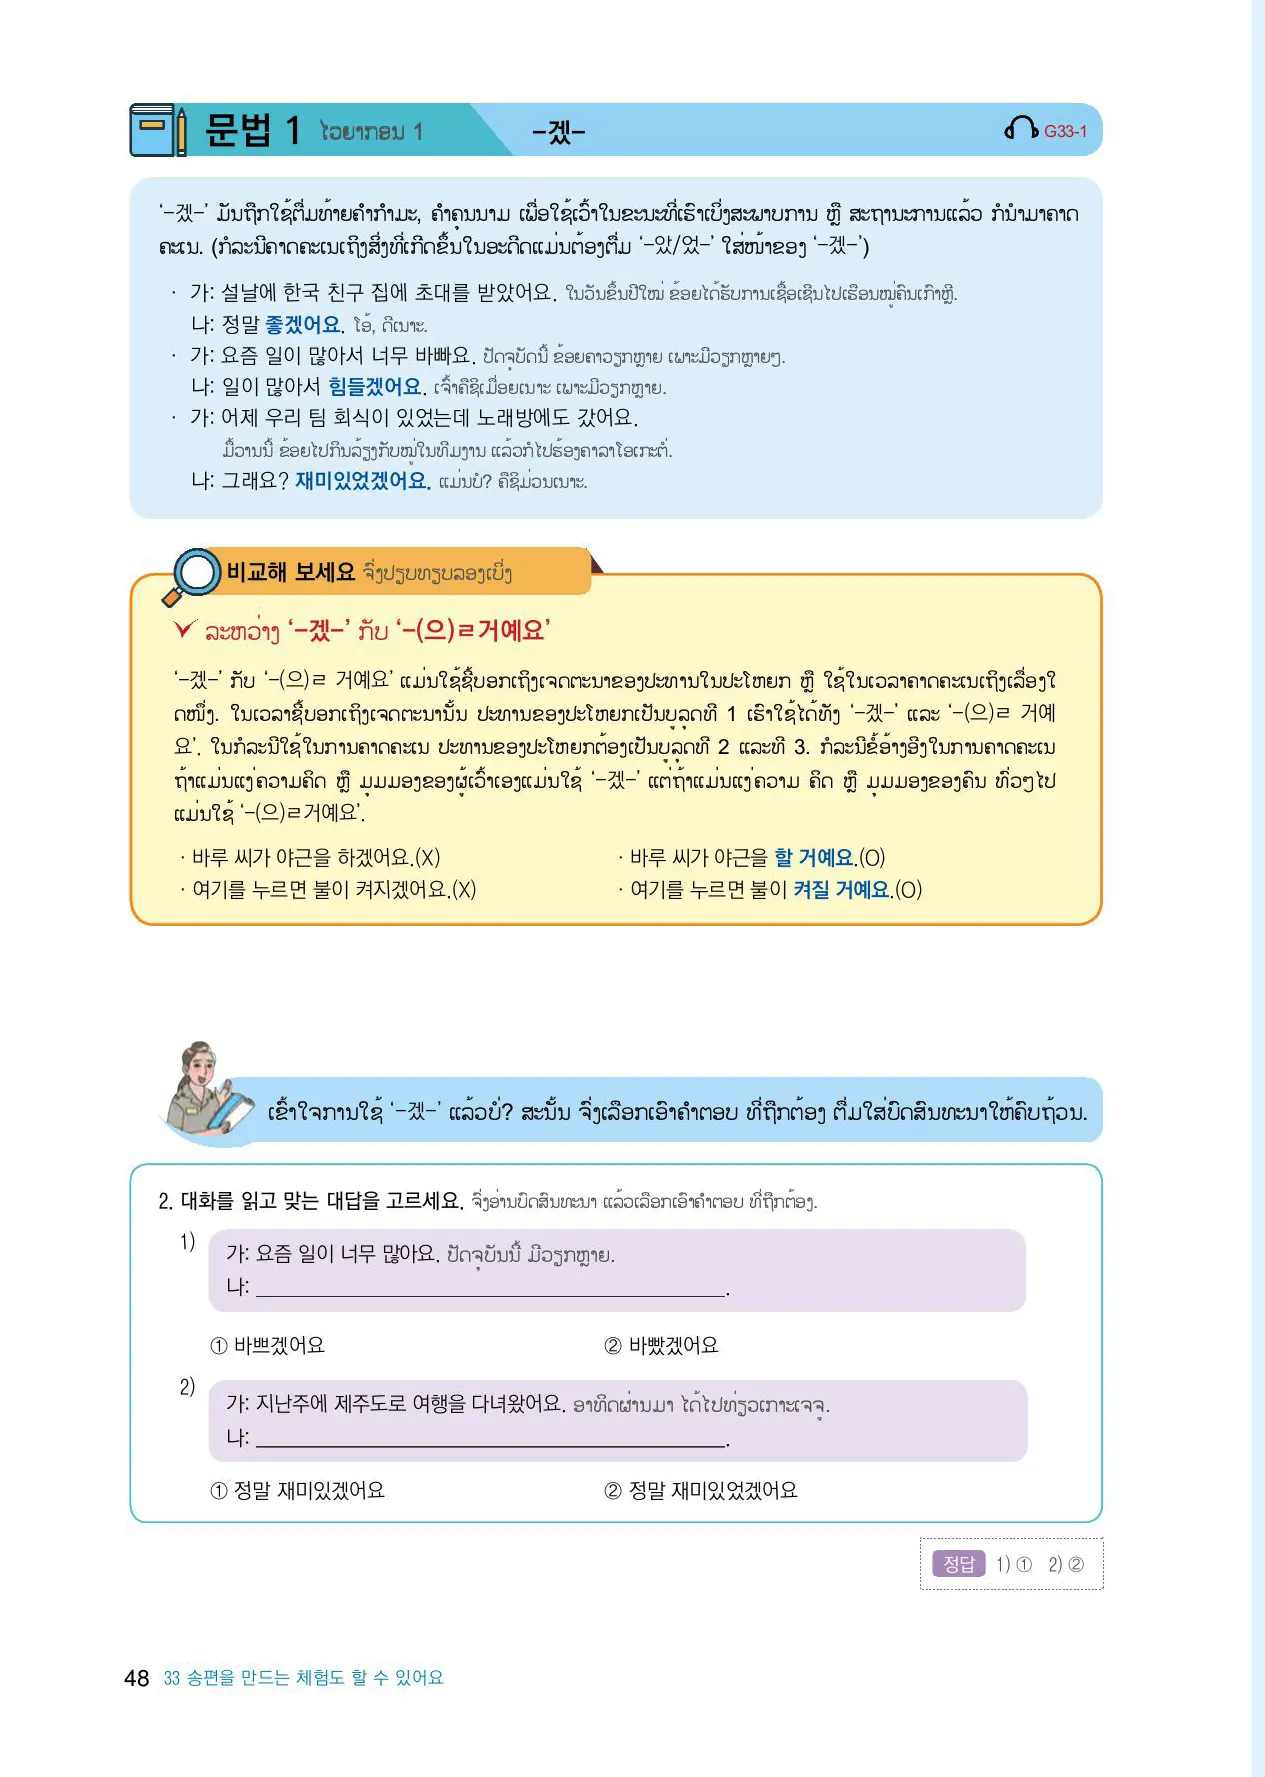 문법 1 ໄວຍາກອນ 1 -겠- G33-1
‘-겠-’ ມັນຖືກໃຊ້ຕື່ມທ້າຍຄຳກຳມະ, ຄຳຄຸນນາມ ເພື່ອໃຊ້ເວົ້າໃນຂະນະທີ່ເຮົາເບິ່ງສະພາບການ ຫຼື ສະຖານະການແລ້ວ ກໍນຳມາຄາດ
ຄະເນ. (ກໍລະນີຄາດຄະເນເຖິງສິ່ງທີ່ເກີດຂຶ້ນໃນອະດີດແມ່ນຕ້ອງຕື່ມ ‘-았/었-’ ໃສ່ໜ້າຂອງ ‘-겠-’)
· 가: 설날에 한국 친구 집에 초대를 받았어요. ໃນວັນຂຶ້ນປີໃໝ່ ຂ້ອຍໄດ້ຮັບການເຊື້ອເຊີນໄປເຮືອນໝູ່ຄົນເກົາຫຼີ.
나: 정말 좋겠어요. ໂອ້, ດີເນາະ.
· 가: 요즘 일이 많아서 너무 바빠요. ປັດຈຸບັດນີ້ ຂ້ອຍຄາວຽກຫຼາຍ ເພາະມີວຽກຫຼາຍໆ.
나: 일이 많아서 힘들겠어요. ເຈົ້າຄືຊິເມື່ອຍເນາະ ເພາະມີວຽກຫຼາຍ.
· 가: 어제 우리 팀 회식이 있었는데 노래방에도 갔어요.
ມື້ວານນີ້ ຂ້ອຍໄປກິນລ້ຽງກັບໝູ່ໃນທີມງານ ແລ້ວກໍໄປຮ້ອງຄາລາໂອເກະຕໍ່.
나: 그래요? 재미있었겠어요. ແມ່ນບໍ? ຄືຊິມ່ວນເນາະ.
비교해 보세요 ຈົ່ງປຽບທຽບລອງເບິ່ງ
ລະຫວ່າງ ‘-겠-’ ກັບ ‘-(으)ㄹ거예요’
‘-겠-’ ກັບ ‘-(으)ㄹ 거예요’ ແມ່ນໃຊ້ຊີ້ບອກເຖິງເຈດຕະນາຂອງປະທານໃນປະໂຫຍກ ຫຼື ໃຊ້ໃນເວລາຄາດຄະເນເຖິງເລື່ອງໃ
ດໜຶ່ງ. ໃນເວລາຊີ້ບອກເຖິງເຈດຕະນານັ້ນ ປະທານຂອງປະໂຫຍກເປັນບູລຸດທີ 1 ເຮົາໃຊ້ໄດ້ທັງ ‘-겠-’ ແລະ ‘-(으)ㄹ 거예
요’. ໃນກໍລະນີໃຊ້ໃນການຄາດຄະເນ ປະທານຂອງປະໂຫຍກຕ້ອງເປັນບູລຸດທີ 2 ແລະທີ 3. ກໍລະນີຂໍ້ອ້າງອີງໃນການຄາດຄະເນ
ຖ້າແມ່ນແງ່ຄວາມຄິດ ຫຼື ມຸມມອງຂອງຜູ້ເວົ້າເອງແມ່ນໃຊ້ ‘-겠-’ ແຕ່ຖ້າແມ່ນແງ່ຄວາມ ຄິດ ຫຼື ມຸມມອງຂອງຄົນ ທົ່ວໆໄປ
ແມ່ນໃຊ້ ‘-(으)ㄹ거예요’.
· 바루 씨가 야근을 하겠어요.(X) · 바루 씨가 야근을 할 거예요.(O)
· 여기를 누르면 불이 켜지겠어요.(X) · 여기를 누르면 불이 켜질 거예요.(O)
ເຂົ້າໃຈການໃຊ້ ‘-겠-’ ແລ້ວບໍ່? ສະນັ້ນ ຈົ່ງເລືອກເອົາຄຳຕອບ ທີ່ຖືກຕ້ອງ ຕື່ມໃສ່ບົດສົນທະນາໃຫ້ຄົບຖ້ວນ.
2. 대화를 읽고 맞는 대답을 고르세요. ຈົ່ງອ່ານບົດສົນທະນາ ແລ້ວເລືອກເອົາຄຳຕອບ ທີ່ຖືກຕ້ອງ.
1)
가: 요즘 일이 너무 많아요. ປັດຈຸບັນນີ້ ມີວຽກຫຼາຍ.
나: ____________________.
① 바쁘겠어요 ② 바빴겠어요
2)
가: 지난주에 제주도로 여행을 다녀왔어요. ອາທິດຜ່ານມາ ໄດ້ໄປທ່ຽວເກາະເຈຈູ.
나: ____________________.
① 정말 재미있겠어요 ② 정말 재미있었겠어요
정답 1) ① 2) ②
48 33 송편을 만드는 체험도 할 수 있어요